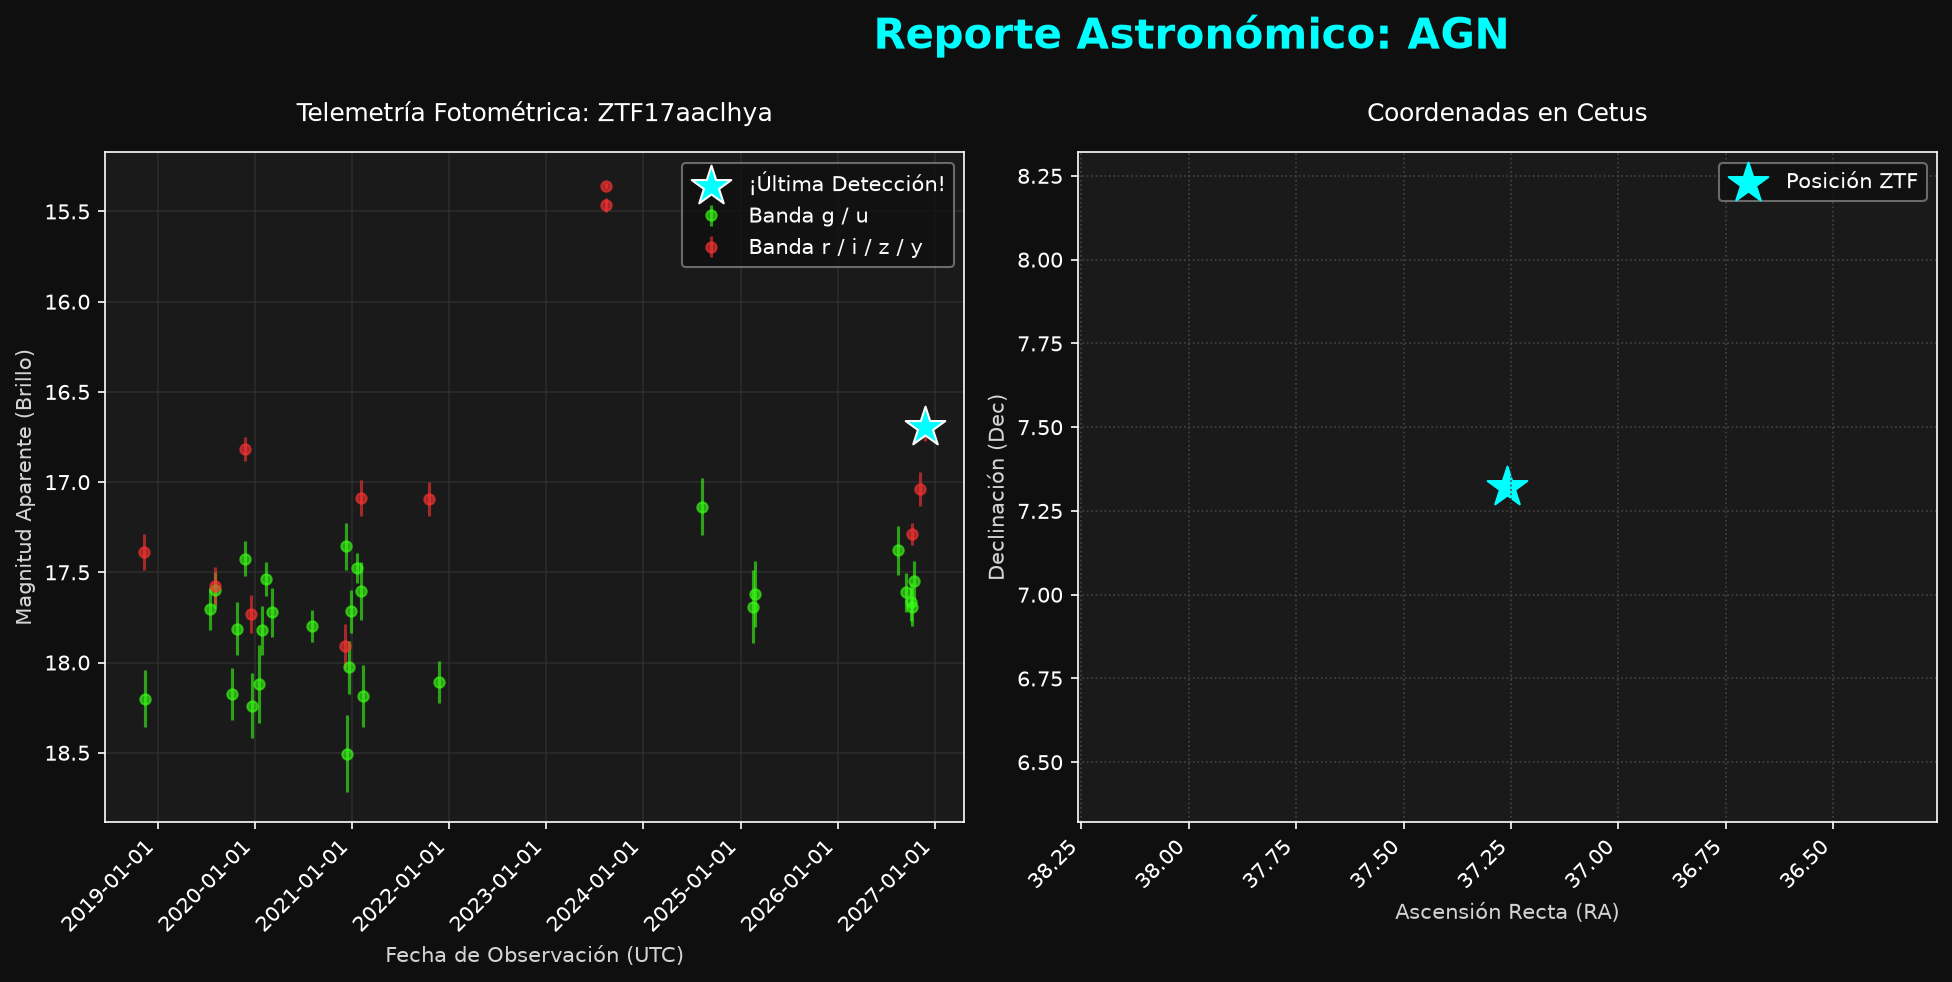 Reporte Astronómico: AGN
Telemetría Fotométrica: ZTF17aaclhya
¡Última Detección!
Banda g / u
Banda r / i / z / y
Magnitud Aparente (Brillo)
15.5
16.0
16.5
17.0
17.5
18.0
18.5
2019-01-01
2020-01-01
2021-01-01
2022-01-01
2023-01-01
2024-01-01
2025-01-01
2026-01-01
2027-01-01
Fecha de Observación (UTC)
Coordenadas en Cetus
Posición ZTF
Declinación (Dec)
8.25
8.00
7.75
7.50
7.25
7.00
6.75
6.50
38.25
38.00
37.75
37.50
37.25
37.00
36.75
36.50
Ascensión Recta (RA)